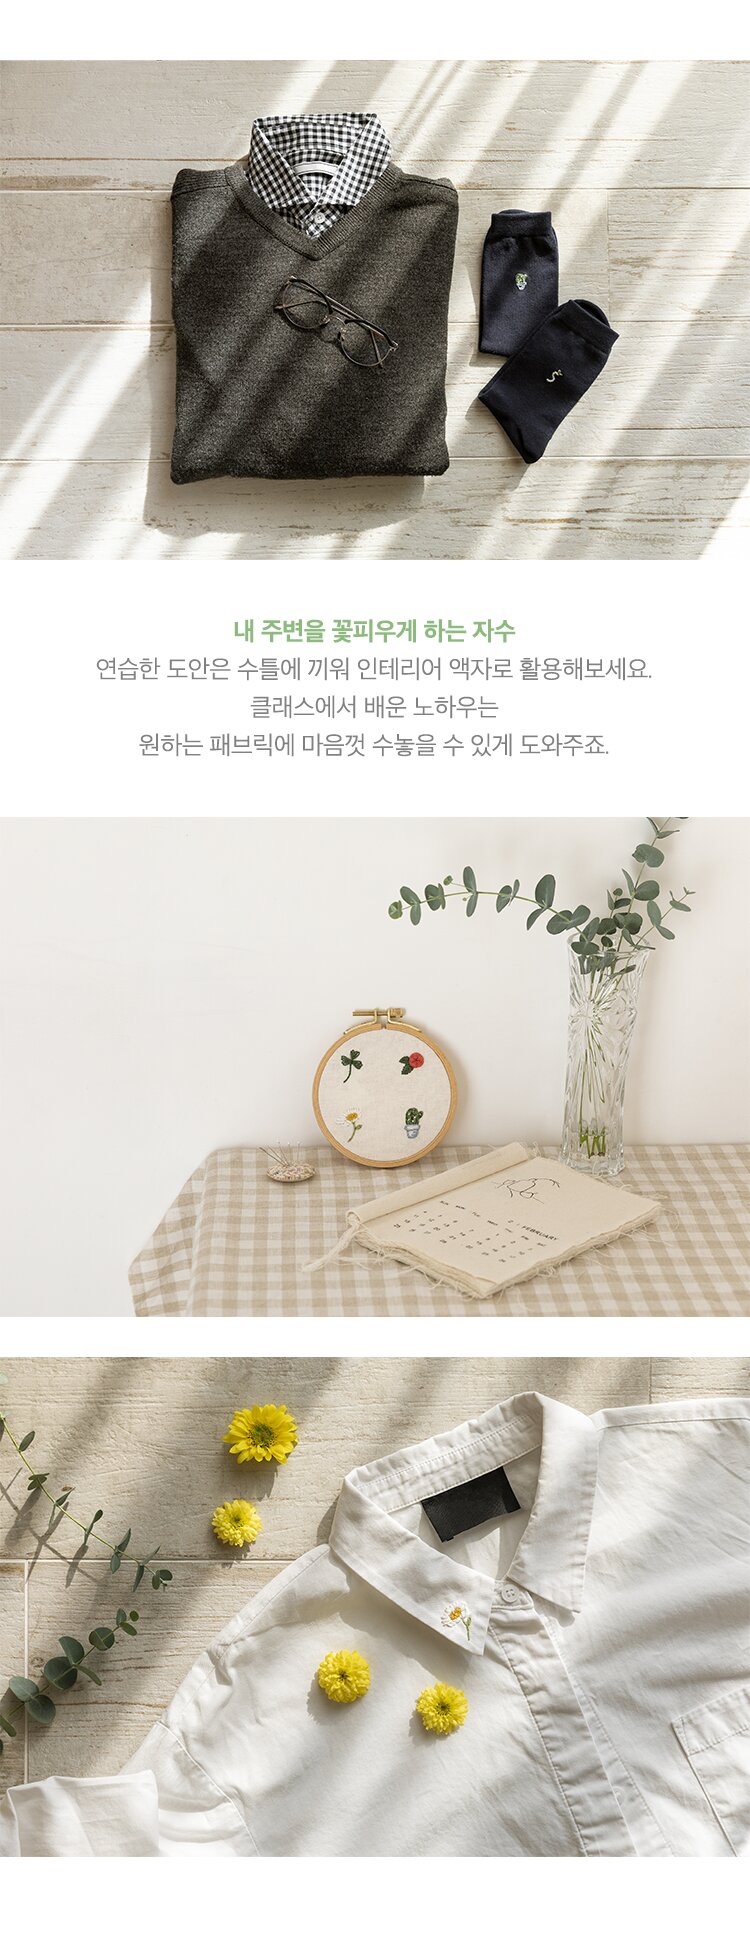 내 주변을 꽃피우게 하는 자수
연습한 도안은 수틀에 끼워 인테리어 액자로 활용해보세요.
클래스에서 배운 노하우는
원하는 패브릭에 마음껏 수놓을 수 있게 도와주죠.
2 FEBRUARY